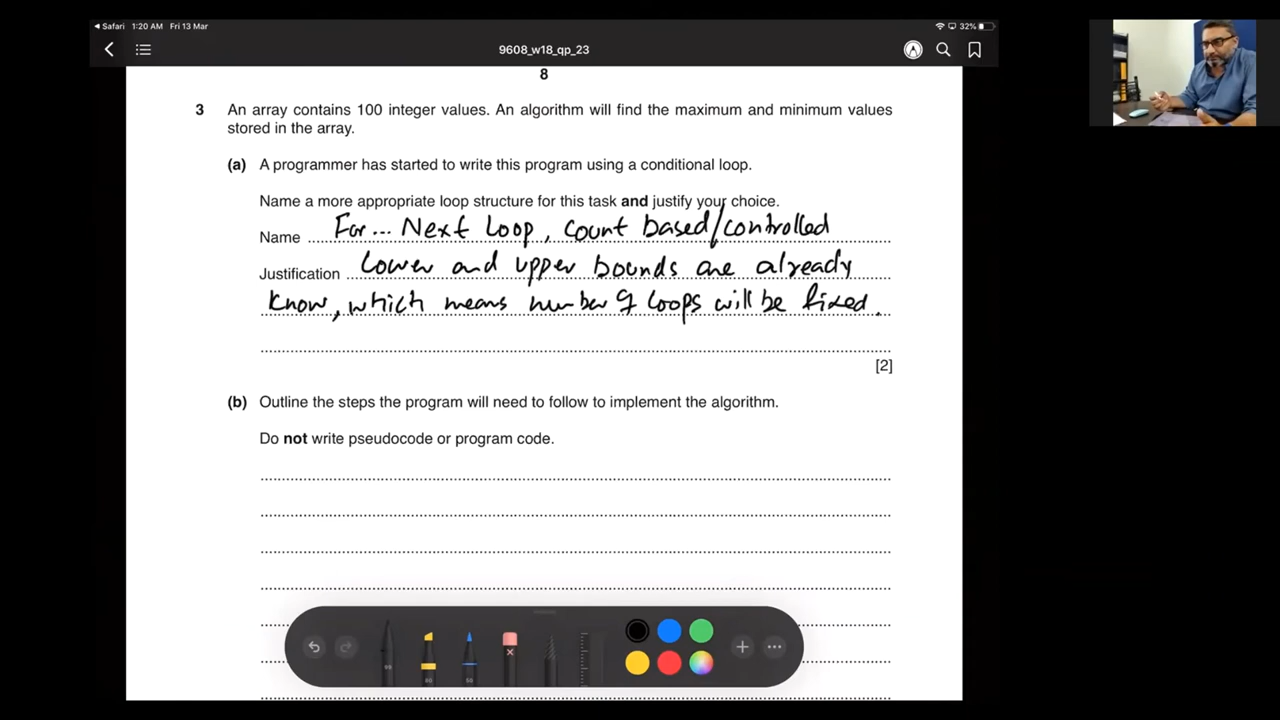 Safari 1:20 AM Fri 13 Mar
32%
9608_w18_qp_23
8
3 An array contains 100 integer values. An algorithm will find the maximum and minimum values
stored in the array.
(a) A programmer has started to write this program using a conditional loop.
Name a more appropriate loop structure for this task and justify your choice.
Name For... Next Loop, count based/controlled
Justification Lower and upper bounds are already
know, which means number of loops will be fixed.
[2]
(b) Outline the steps the program will need to follow to implement the algorithm.
Do not write pseudocode or program code.